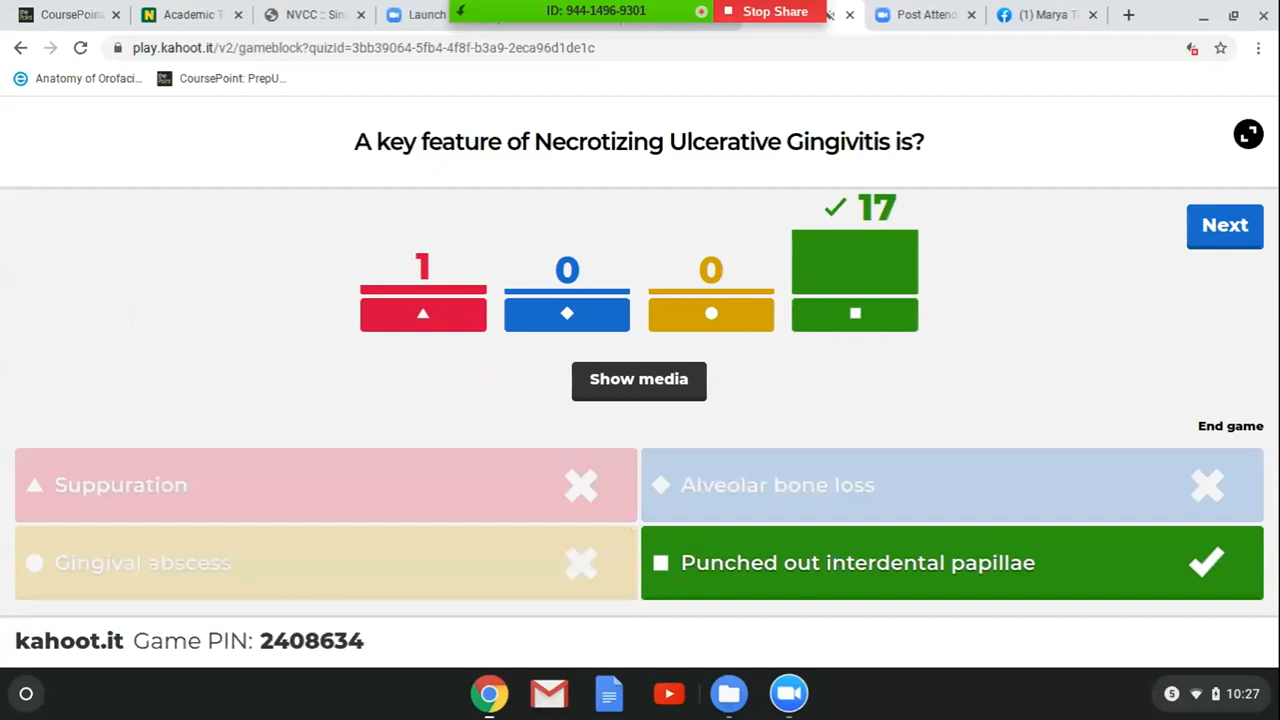 CoursePoin
Academic T
NVCC :: Sin
Launch
ID: 944-1496-9301
Stop Share
Post Atteno
(1) Marya T
play.kahoot.it/v2/gameblock?quizId=3bb39064-5fb4-4f8f-b3a9-2eca96d1de1c
Anatomy of Orofaci...
CoursePoint: PrepU...
A key feature of Necrotizing Ulcerative Gingivitis is?
1
0
0
17
Next
Show media
End game
Suppuration
Alveolar bone loss
Gingival abscess
Punched out interdental papillae
kahoot.it Game PIN: 2408634
5
10:27